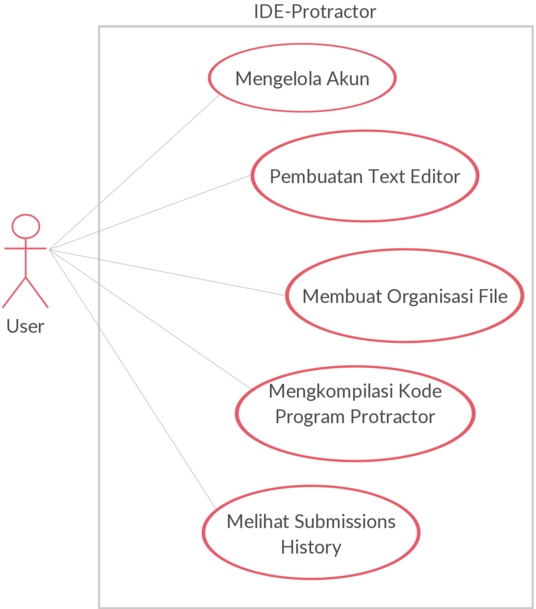 IDE-Protractor
Mengelola Akun
Pembuatan Text Editor
Membuat Organisasi File
User
Mengkompilasi Kode
Program Protractor
Melihat Submissions
History